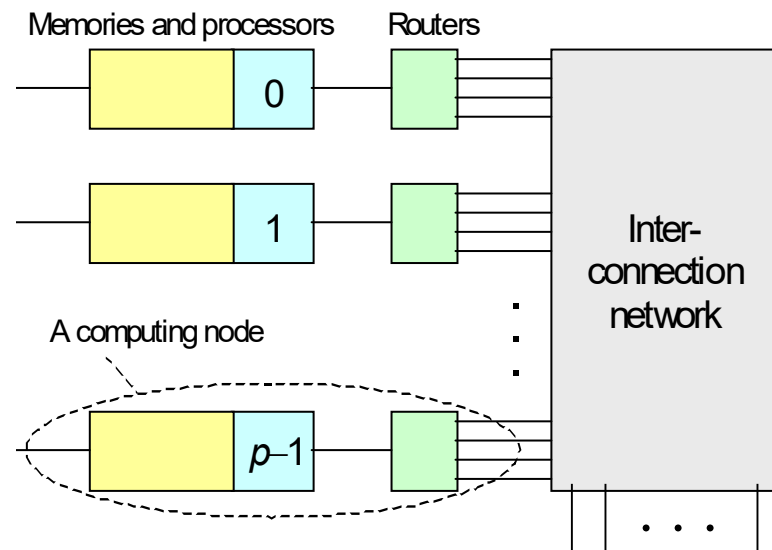 Memories and processors
Routers
0
1
Inter-
connection
network
A computing node
p–1